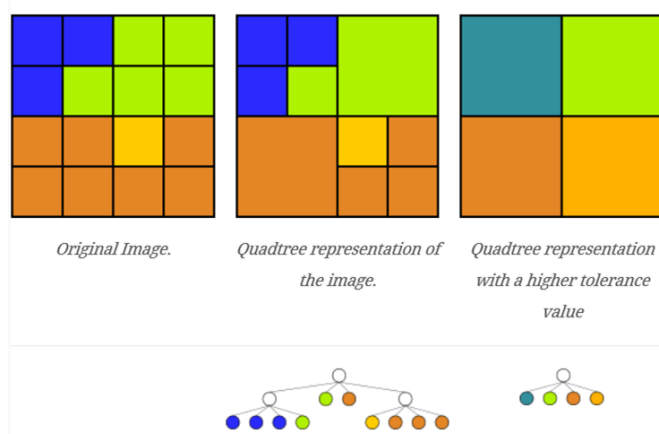 Original Image.
Quadtree representation of
the image.
Quadtree representation
with a higher tolerance
value